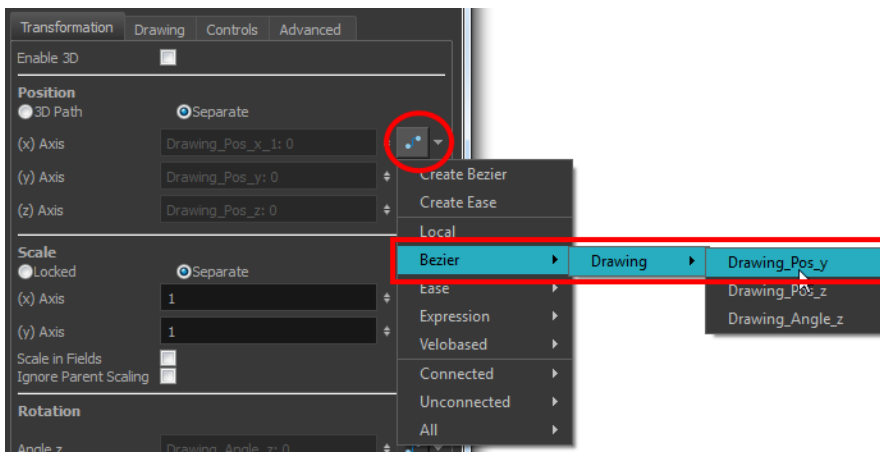 Transformation Drawing Controls Advanced
Enable 3D
Position
3D Path Separate
(x) Axis Drawing_Pos_x_1: 0
(y) Axis Drawing_Pos_y: 0
(z) Axis Drawing_Pos_z: 0
Create Bezier
Create Ease
Local
Bezier Drawing Drawing_Pos_y
Drawing_Pos_z
Drawing_Angle_z
Ease
Expression
Velobased
Connected
Unconnected
All
Scale
Locked Separate
(x) Axis 1
(y) Axis 1
Scale in Fields
Ignore Parent Scaling
Rotation
Angle z Drawing_Angle_z: 0